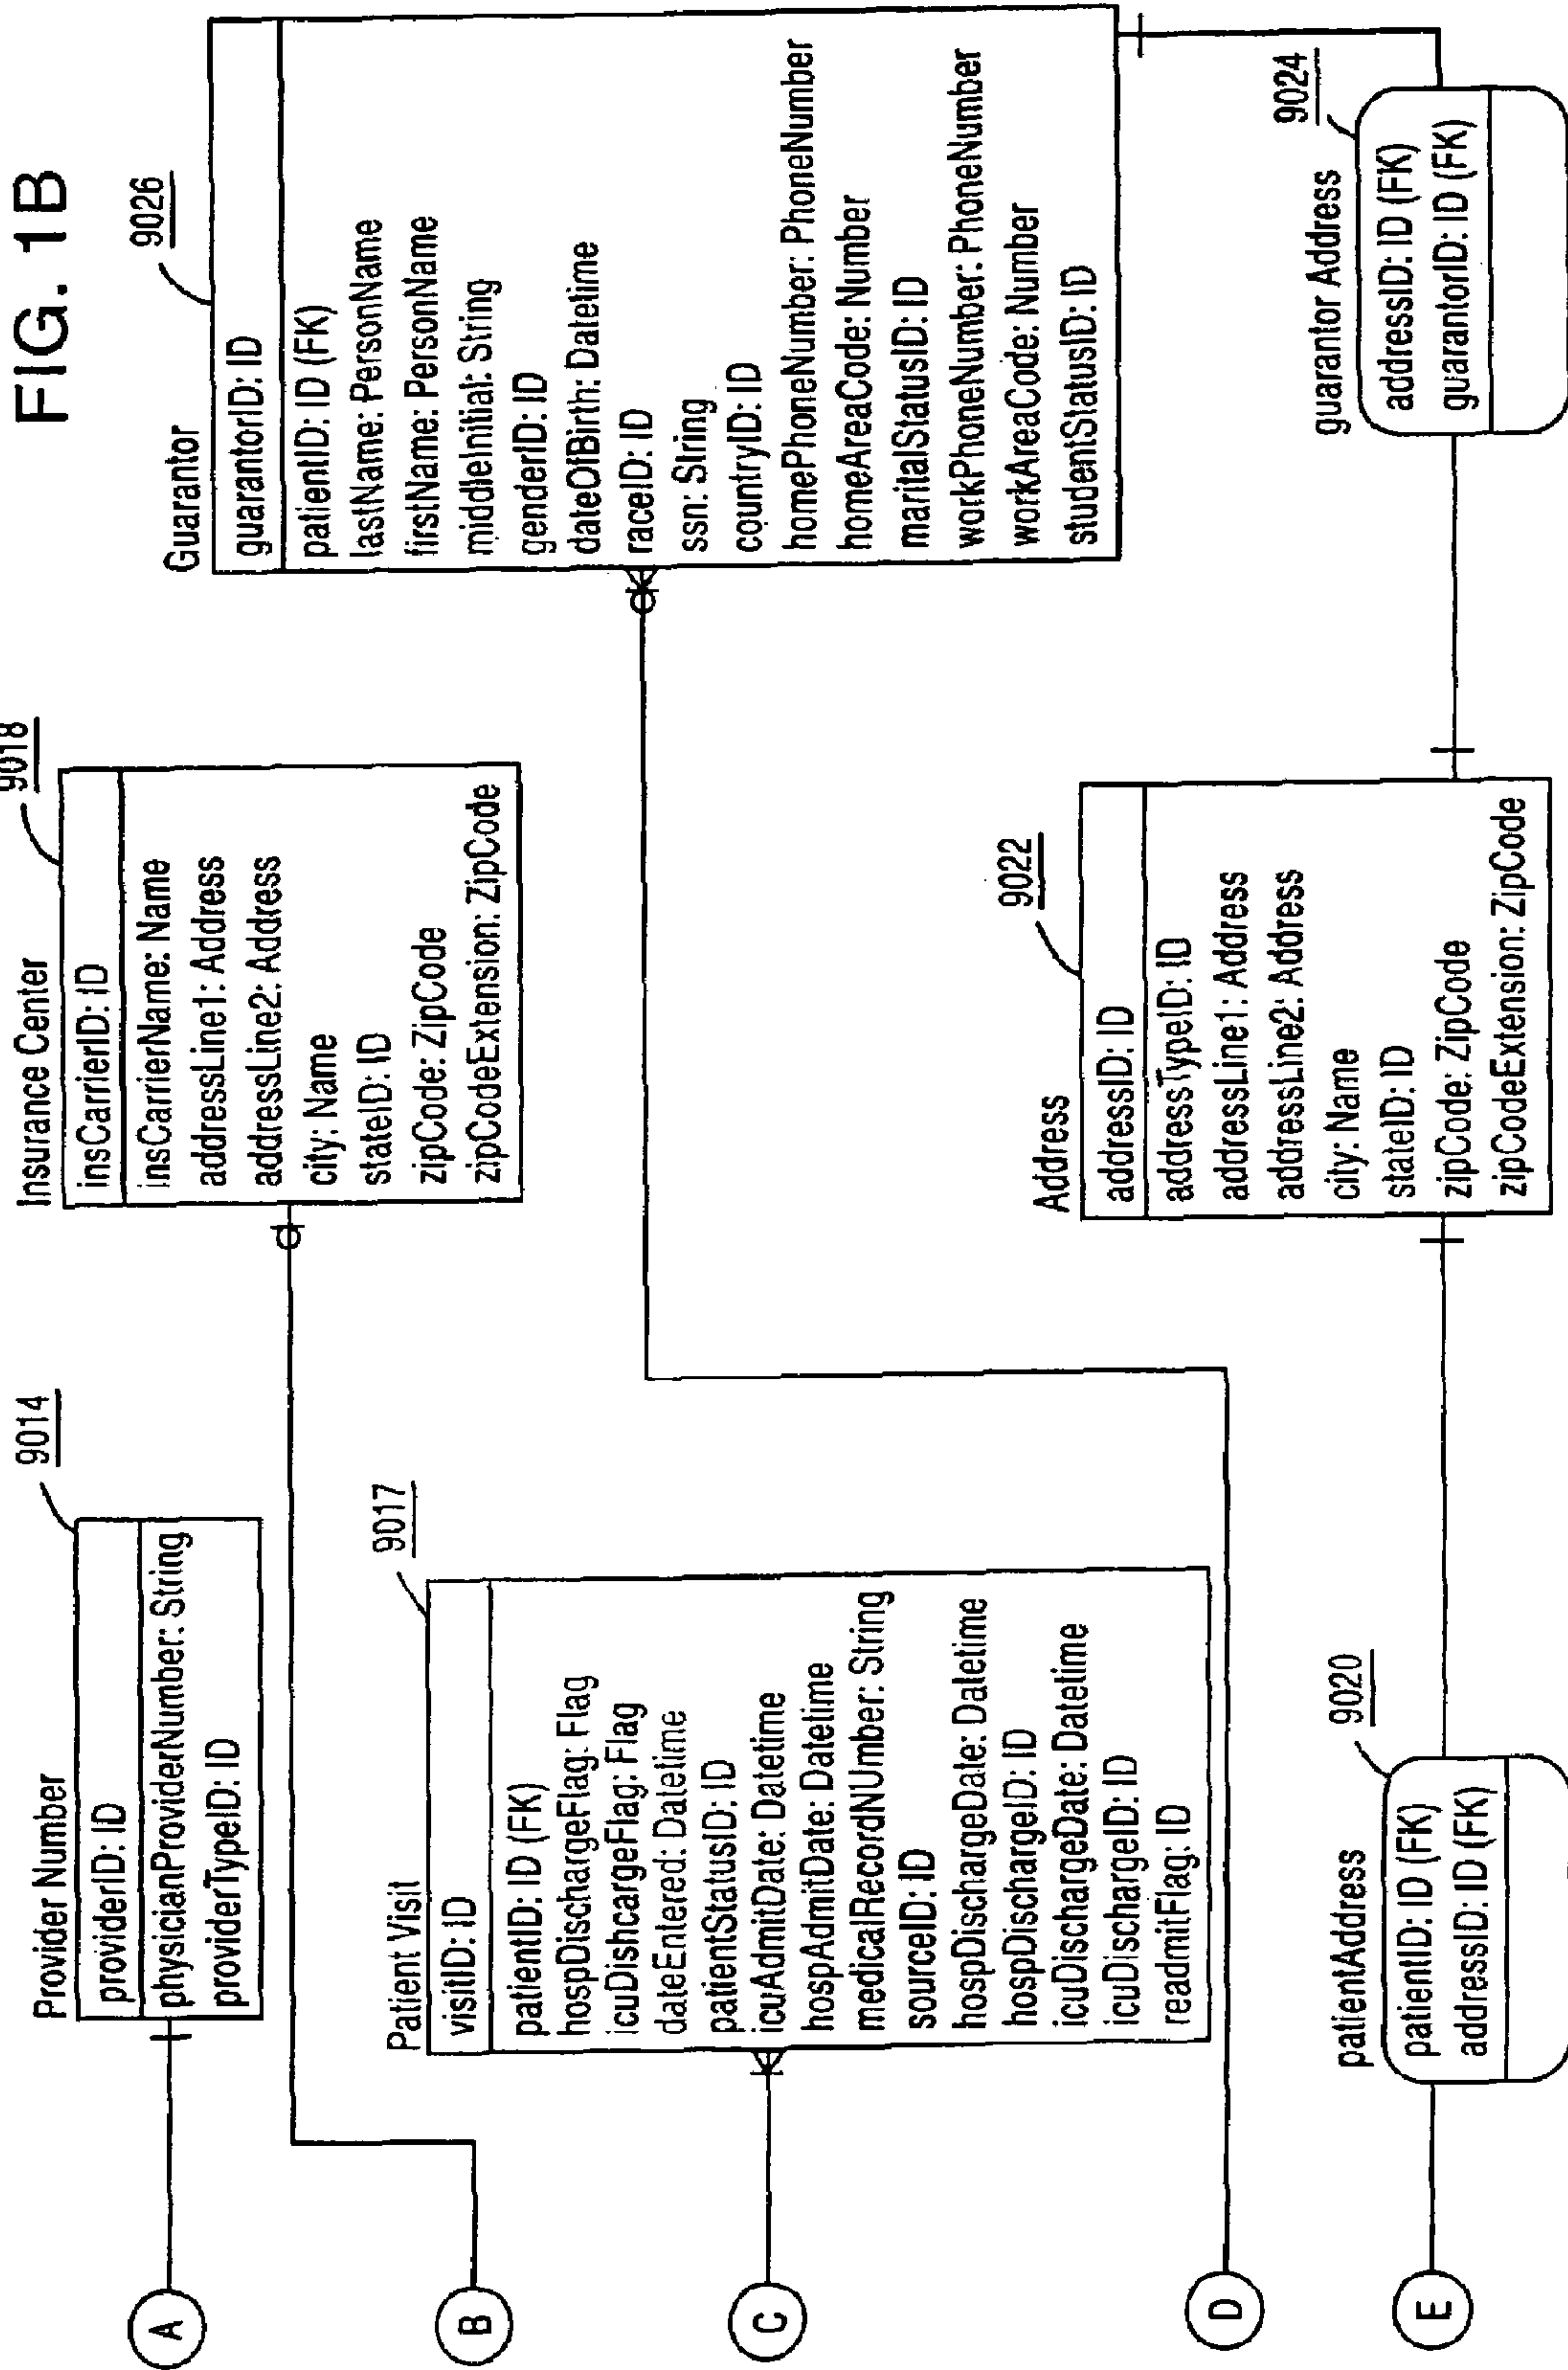 FIG. 1B
Provider Number
9014
providerID: ID
physicianProviderNumber: String
providerTypeID: ID
A
Insurance Center
9018
insCarrierID: ID
insCarrierName: Name
addressLine1: Address
addressLine2: Address
city: Name
stateID: ID
zipCode: ZipCode
zipCodeExtension: ZipCode
B
Patient Visit
9017
visitID: ID
patientID: ID (FK)
hospDischargeFlag: Flag
icuDishcargeFlag: Flag
dateEntered: Datetime
patientStatusID: ID
icuAdmitDate: Datetime
hospAdmitDate: Datetime
medicalRecordNUmber: String
sourceID: ID
hospDischargeDate: Datetime
hospDischargeID: ID
icuDischargeDate: Datetime
icuDischargeID: ID
readmitFlag: ID
C
Guarantor
9026
guarantorID: ID
patientID: ID (FK)
lastName: PersonName
firstName: PersonName
middleInitial: String
genderID: ID
dateOfBirth: Datetime
raceID: ID
ssn: String
countryID: ID
homePhoneNumber: PhoneNumber
homeAreaCode: Number
maritalStatusID: ID
workPhoneNumber: PhoneNumber
workAreaCode: Number
studentStatusID: ID
D
patientAddress
9020
patientID: ID (FK)
addressID: ID (FK)
E
Address
9022
addressID: ID
addressTypeID: ID
addressLine1: Address
addressLine2: Address
city: Name
stateID: ID
zipCode: ZipCode
zipCodeExtension: ZipCode
guarantor Address
9024
addressID: ID (FK)
guarantorID: ID (FK)